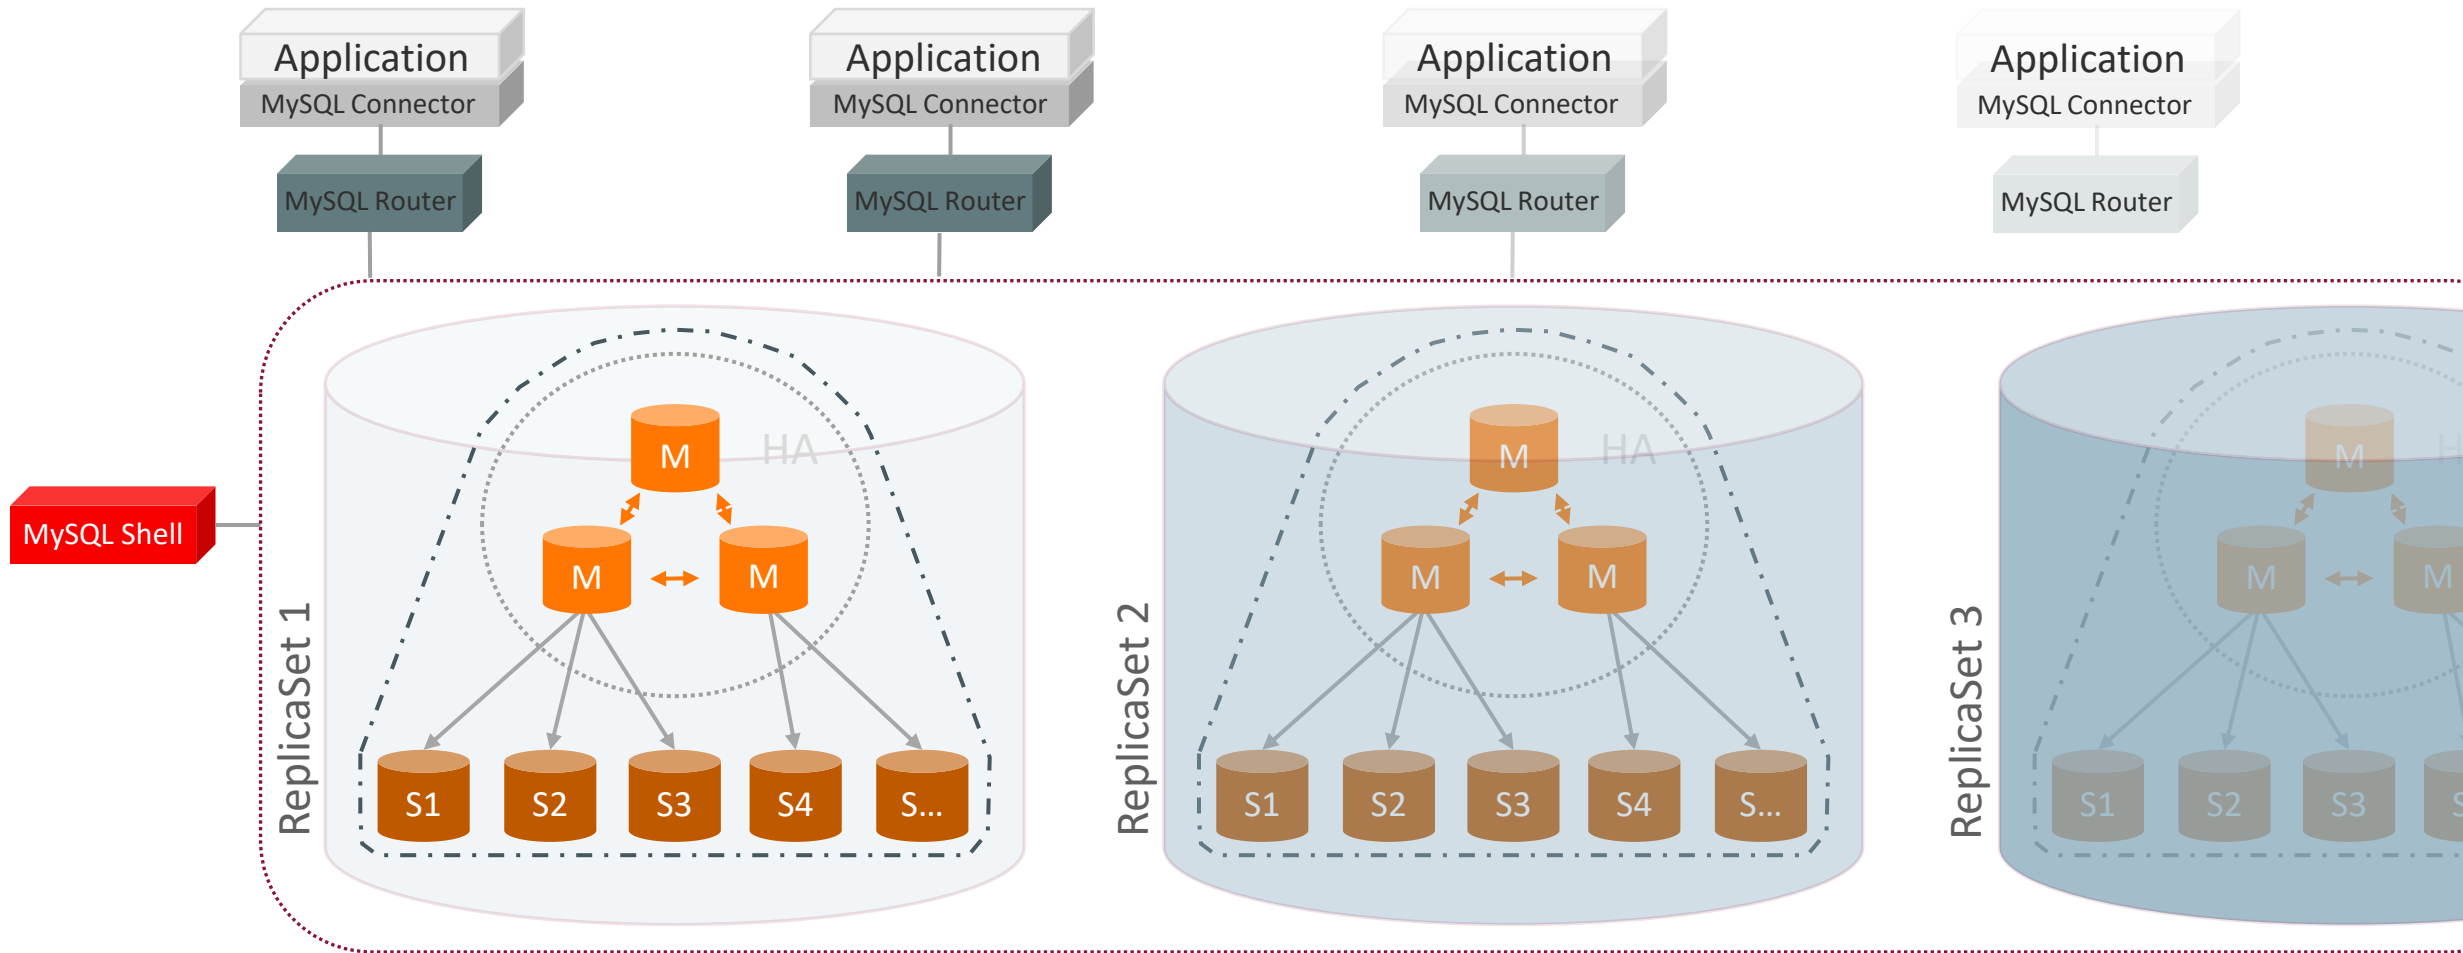 Application
MySQL Connector
MySQL Router
Application
MySQL Connector
MySQL Router
Application
MySQL Connector
MySQL Router
Application
MySQL Connector
MySQL Router
MySQL Shell
ReplicaSet 1
HA
M
M
M
S1
S2
S3
S4
S...
ReplicaSet 2
HA
M
M
M
S1
S2
S3
S4
S...
ReplicaSet 3
H
M
M
M
S1
S2
S3
S